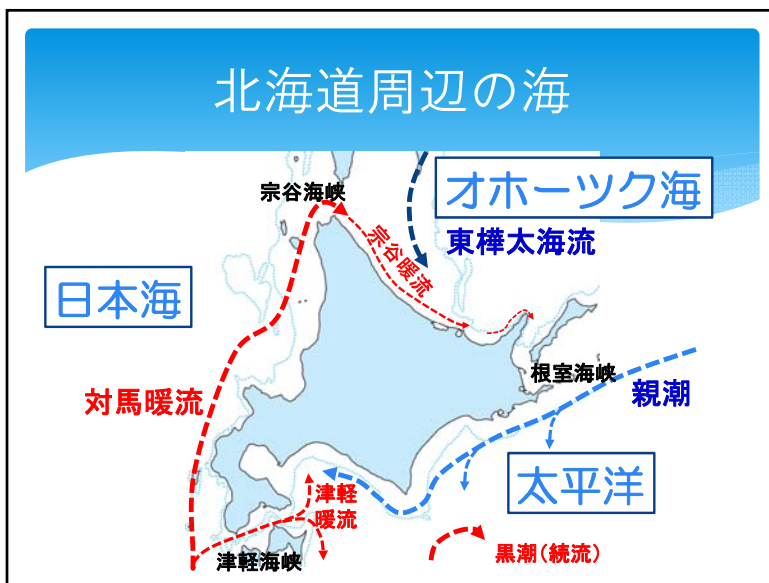 北海道周辺の海
宗谷海峡
オホーツク海
東樺太海流
宗谷暖流
日本海
根室海峡
対馬暖流
親潮
太平洋
津軽
暖流
黒潮(続流)
津軽海峡